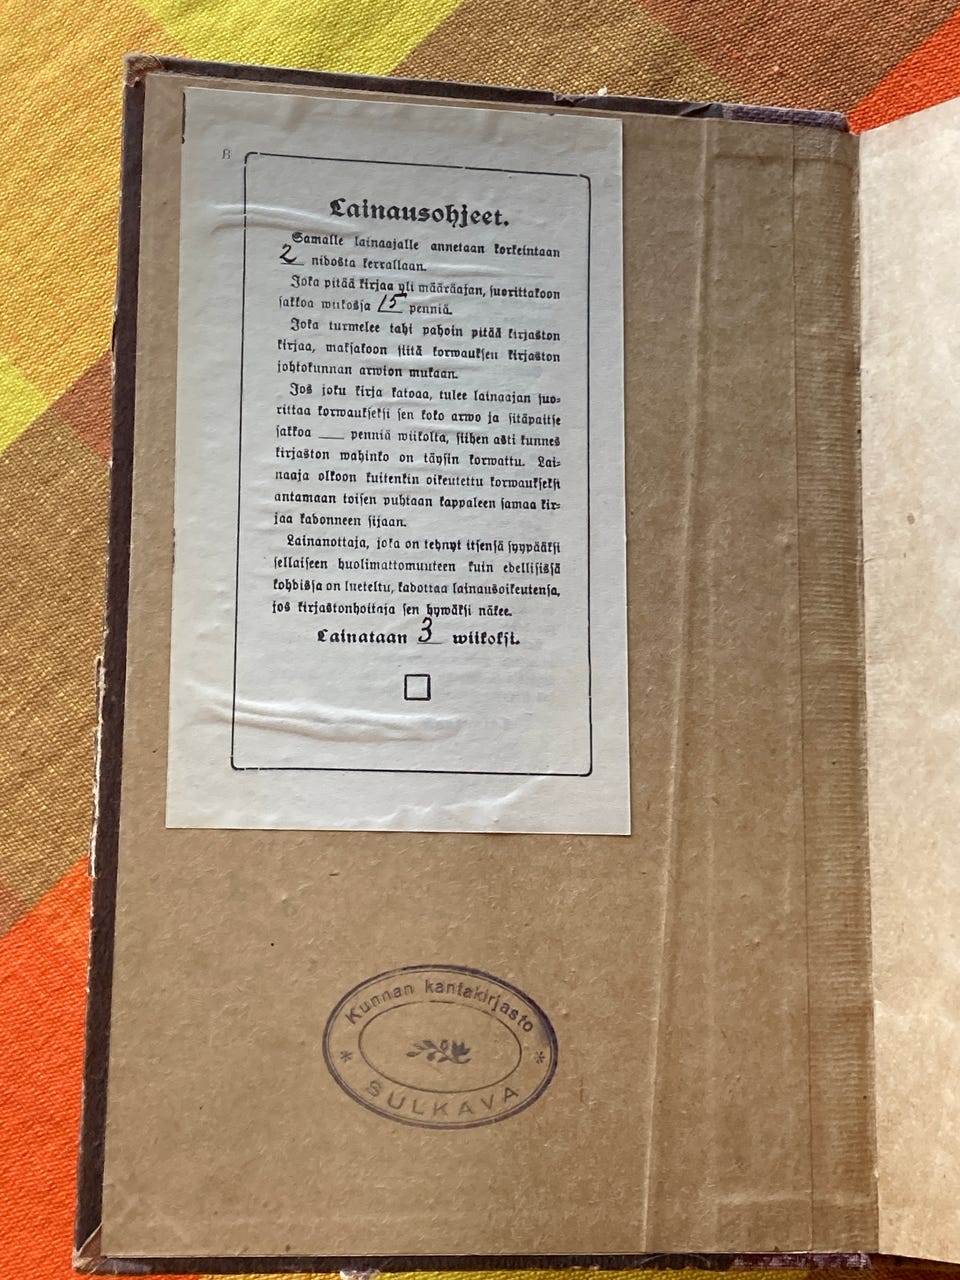 B
Lainausohjeet.
Samalle lainaajalle annetaan korkeintaan
2 nidosta kerrallaan.
Joka pitää kirjaa yli määräajan, suorittakoon
sakkoa wiikosia 15 penniä.
Joka turmelee tahi pahoin pitää kirjaston
kirjaa, maksakoon siitä korwauksen kirjaston
johtokunnan arwion mukaan.
Jos joku kirja katoaa, tulee lainaajan suo-
rittaa korwaukseksi sen koko arwo ja sitäpaitse
sakkoa ___ penniä wiikolta, siihen asti kunnes
kirjaston wahinko on täysin korwattu. Lai-
naaja olkoon kuitenkin oikeutettu korwaukseksi
antamaan toisen puhtaan kappaleen samaa kir-
jaa kadonneen sijaan.
Lainanottaja, joka on tehnyt itsensä syypääksi
sellaiseen huolimattomuuteen kuin edellisissä
kohdissa on lueteltu, kadottaa lainausoikeutensa,
jos kirjastonhoitaja sen hywäksi näkee.
Lainataan 3 wiikoksi.
Kunnan kantakirjasto
* *
SULKAVA